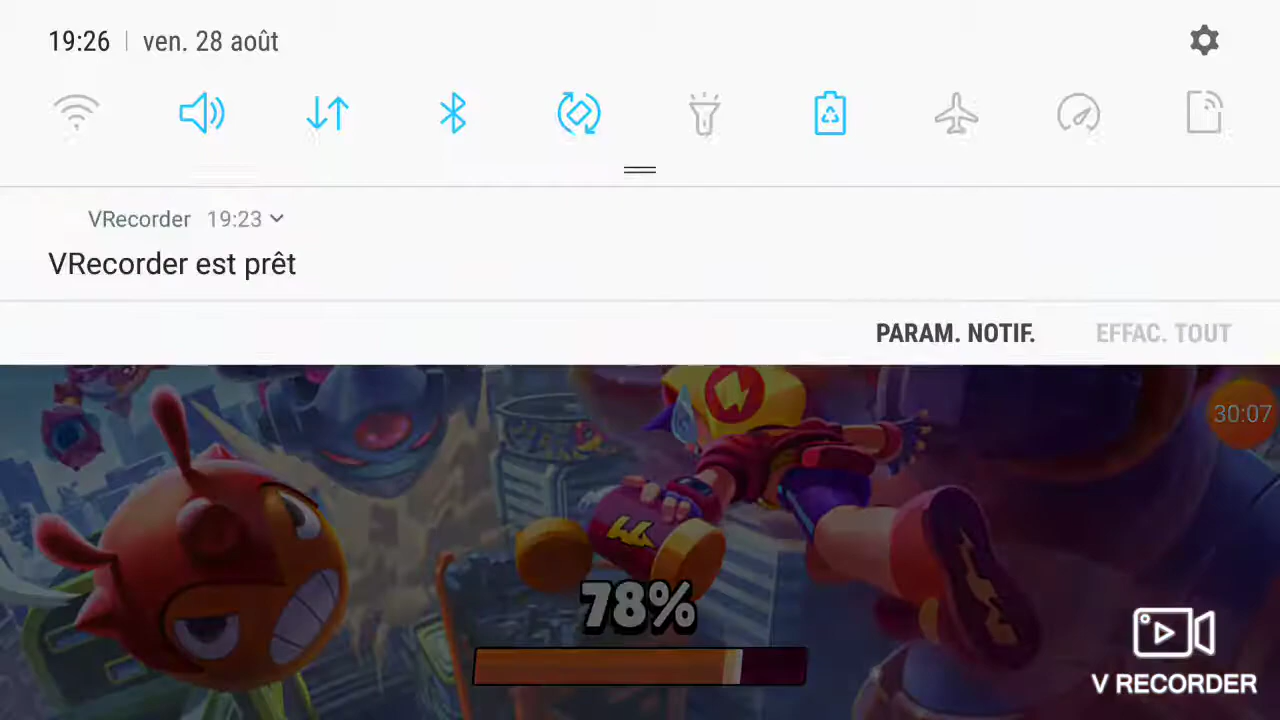 19:26 | ven. 28 août
VRecorder 19:23
VRecorder est prêt
PARAM. NOTIF. EFFAC. TOUT
30:07
78%
V RECORDER